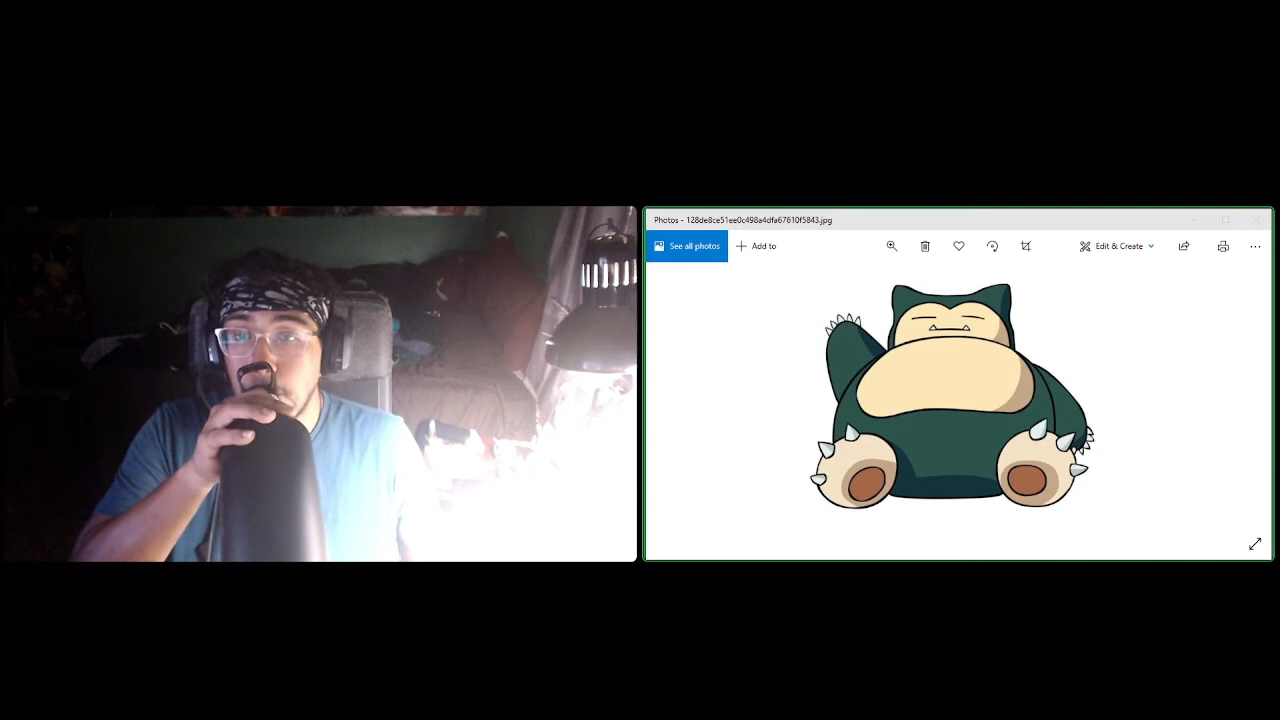 Photos - 128de8ce51ee0c498a4dfa67610f5843.jpg
See all photos
Add to
Edit & Create